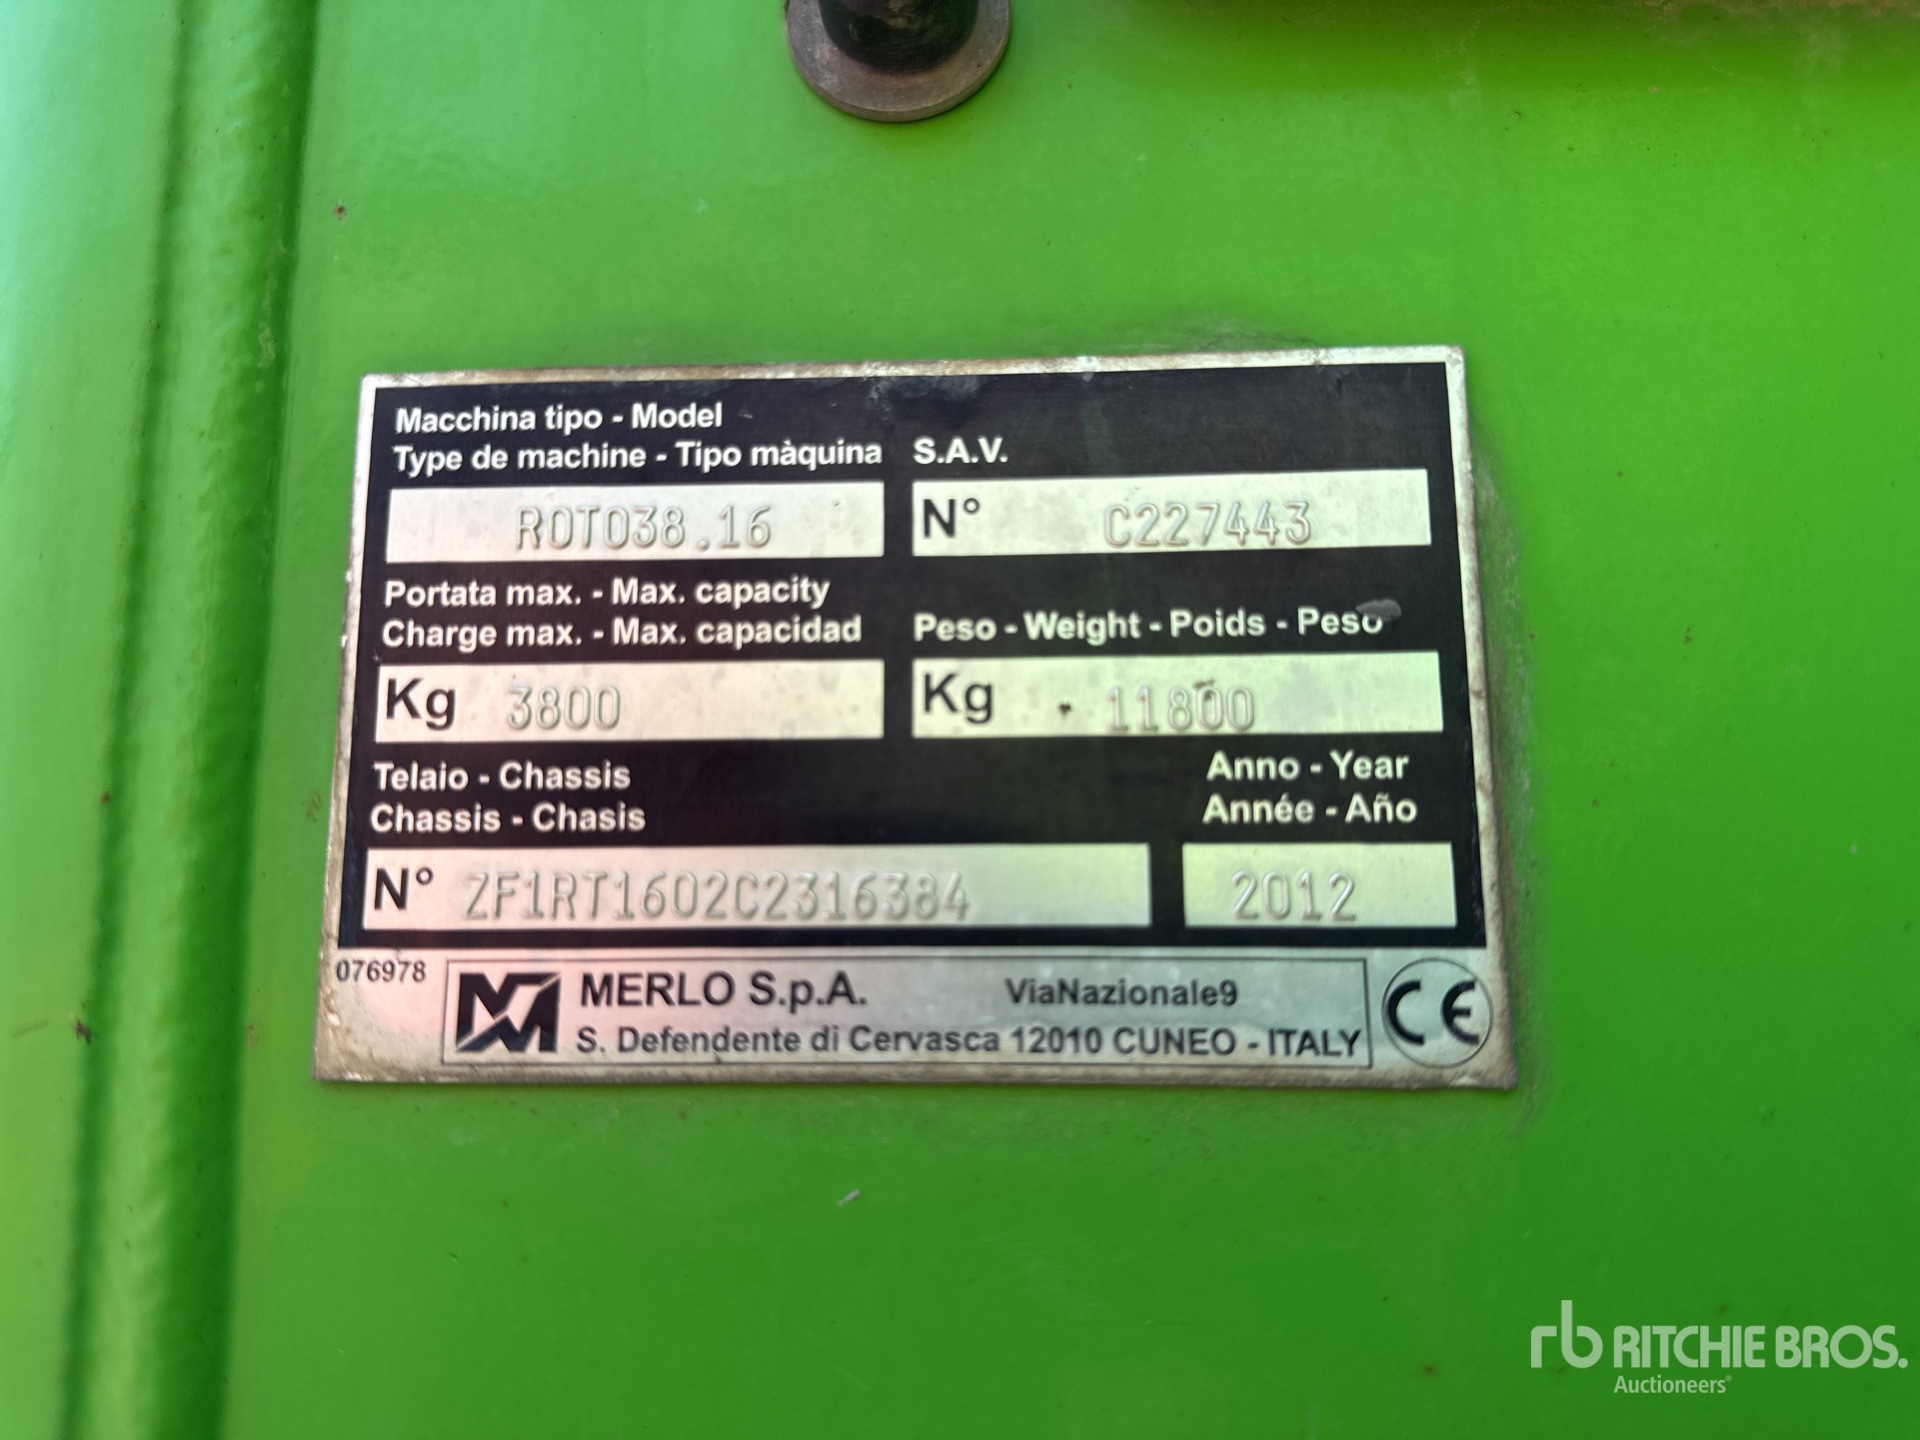 Macchina tipo - Model
Type de machine - Tipo màquina S.A.V.
ROTO38.16 N° C227443
Portata max. - Max. capacity
Charge max. - Max. capacidad Peso - Weight - Poids - Peso
Kg 3800 Kg 11800
Telaio - Chassis Anno - Year
Chassis - Chasis Année - Año
N° ZF1RT1602C2316384 2012
076978 MERLO S.p.A. ViaNazionale9
S. Defendente di Cervasca 12010 CUNEO - ITALY CE
rb RITCHIE BROS.
Auctioneers